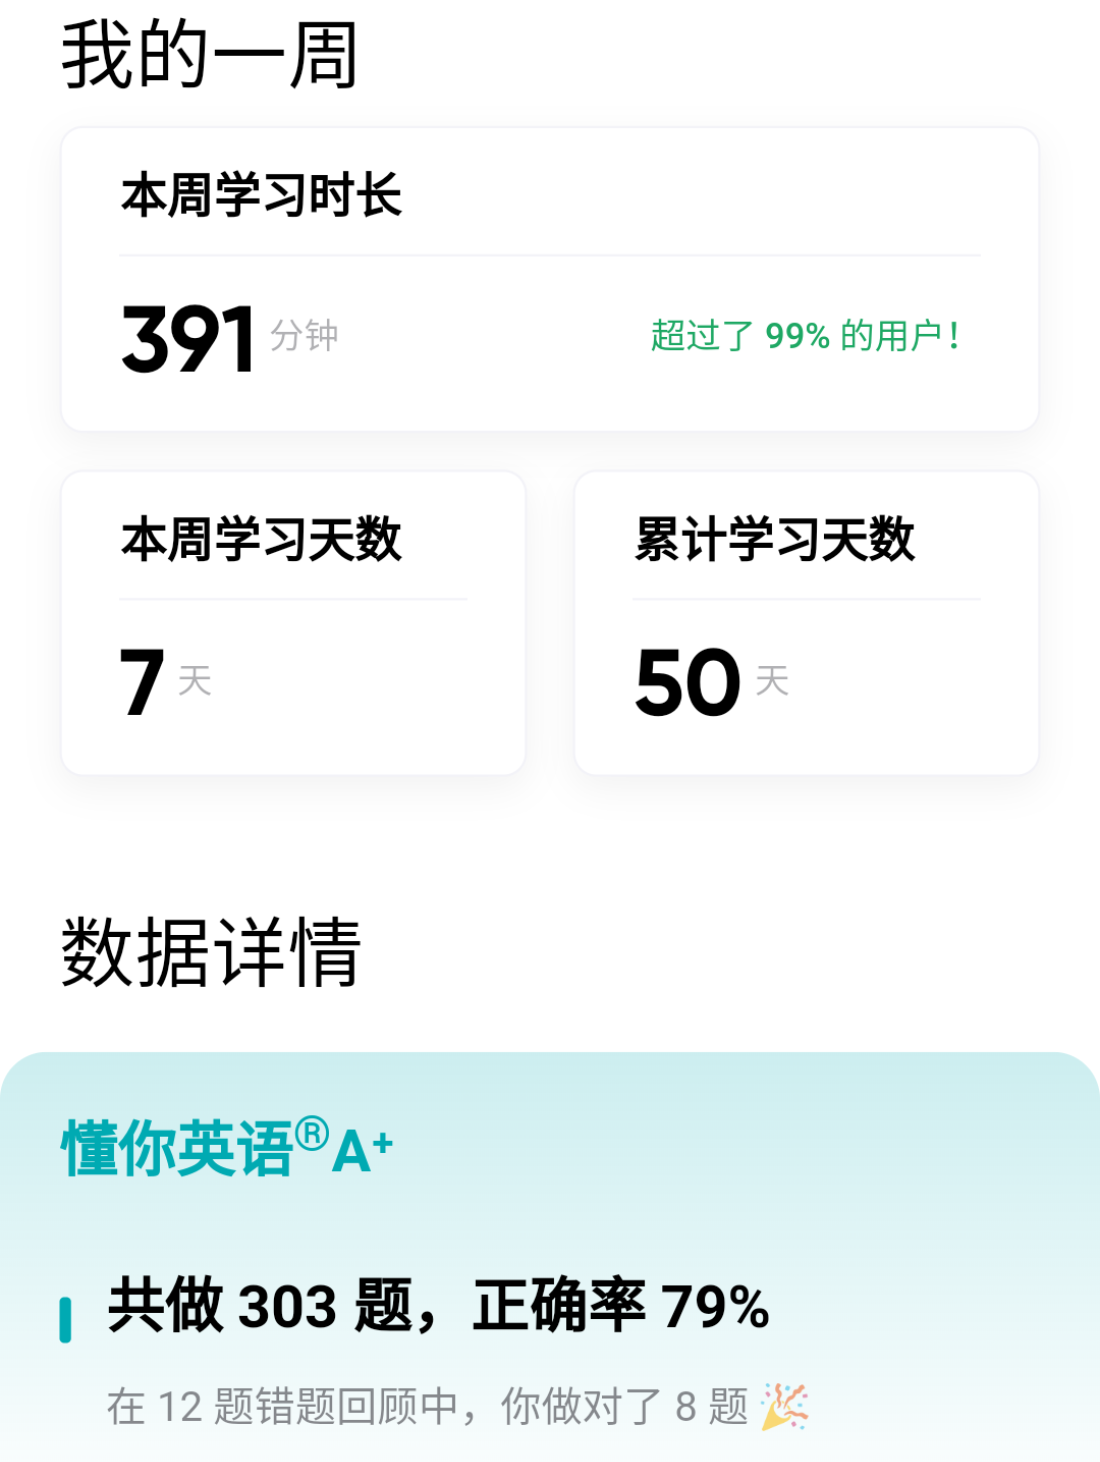 我的一周
本周学习时长
391 分钟 超过了 99% 的用户！
本周学习天数
7 天
累计学习天数
50 天
数据详情
懂你英语®A⁺
共做 303 题，正确率 79%
在 12 题错题回顾中，你做对了 8 题 🎉